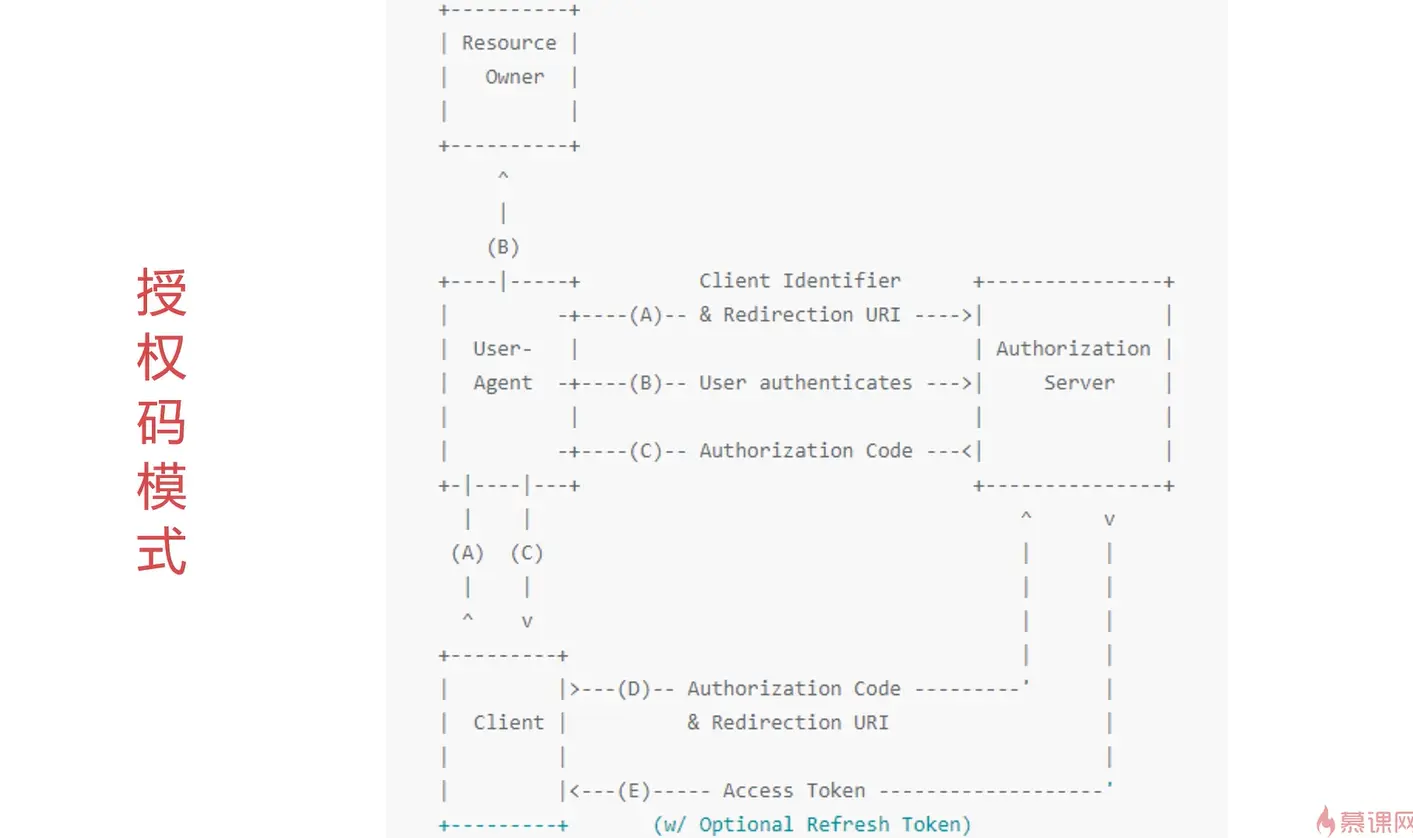 授权码模式
+----------+
| Resource |
|   Owner  |
|          |
+----------+
     ^
     |
    (B)
+----|-----+          Client Identifier      +---------------+
|         -+----(A)-- & Redirection URI ---->|               |
|  User-   |                                 | Authorization |
|  Agent  -+----(B)-- User authenticates --->|     Server    |
|          |                                 |               |
|         -+----(C)-- Authorization Code ---<|               |
+-|----|---+                                 +---------------+
  |    |                                         ^      v
 (A)  (C)                                        |      |
  |    |                                         |      |
  ^    v                                         |      |
+---------+                                      |      |
|         |>---(D)-- Authorization Code ---------'      |
|  Client |          & Redirection URI                  |
|         |                                             |
|         |<---(E)----- Access Token -------------------'
+---------+       (w/ Optional Refresh Token)
慕课网